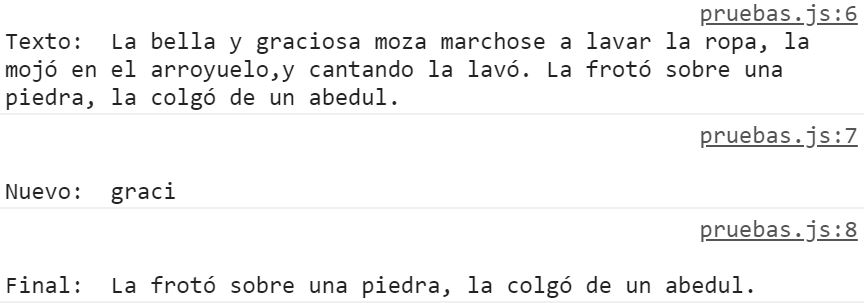 pruebas.js:6
Texto:  La bella y graciosa moza marchose a lavar la ropa, la
mojó en el arroyuelo,y cantando la lavó. La frotó sobre una
piedra, la colgó de un abedul.
pruebas.js:7
Nuevo:  graci
pruebas.js:8
Final:  La frotó sobre una piedra, la colgó de un abedul.